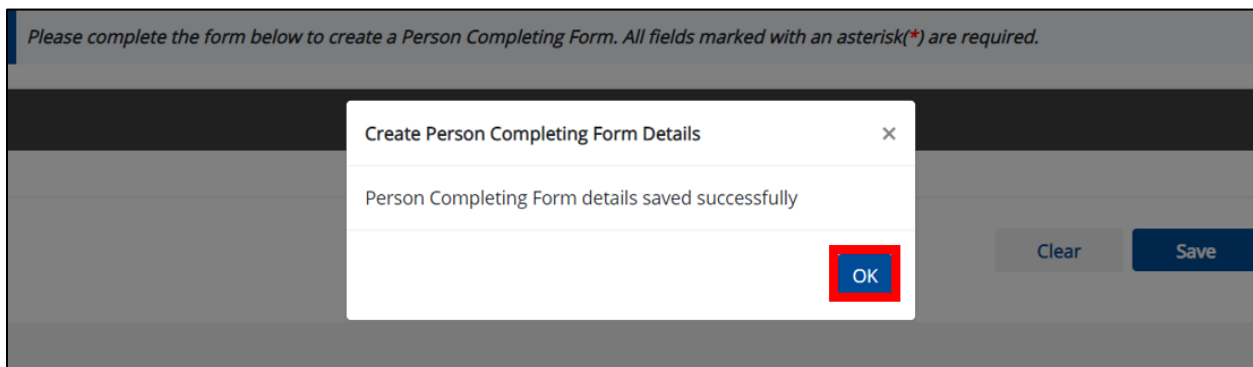 Please complete the form below to create a Person Completing Form. All fields marked with an asterisk(*) are required.
Create Person Completing Form Details ×
Person Completing Form details saved successfully
Clear Save
OK